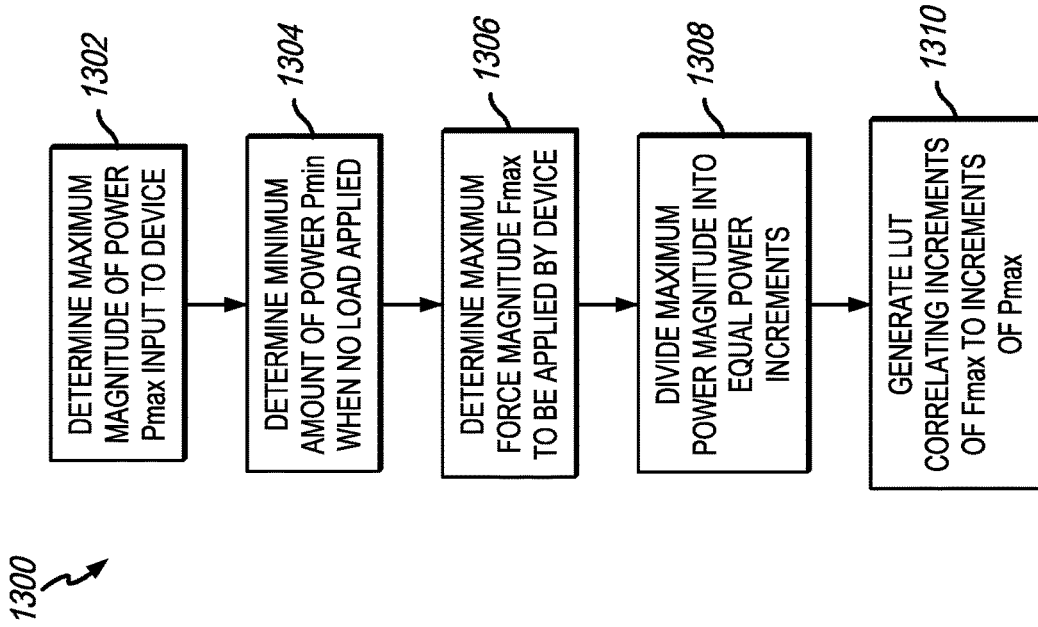 1300
DETERMINE MAXIMUM
MAGNITUDE OF POWER
Pmax INPUT TO DEVICE
1302
DETERMINE MINIMUM
AMOUNT OF POWER Pmin
WHEN NO LOAD APPLIED
1304
DETERMINE MAXIMUM
FORCE MAGNITUDE Fmax
TO BE APPLIED BY DEVICE
1306
DIVIDE MAXIMUM
POWER MAGNITUDE INTO
EQUAL POWER
INCREMENTS
1308
GENERATE LUT
CORRELATING INCREMENTS
OF Fmax TO INCREMENTS
OF Pmax
1310